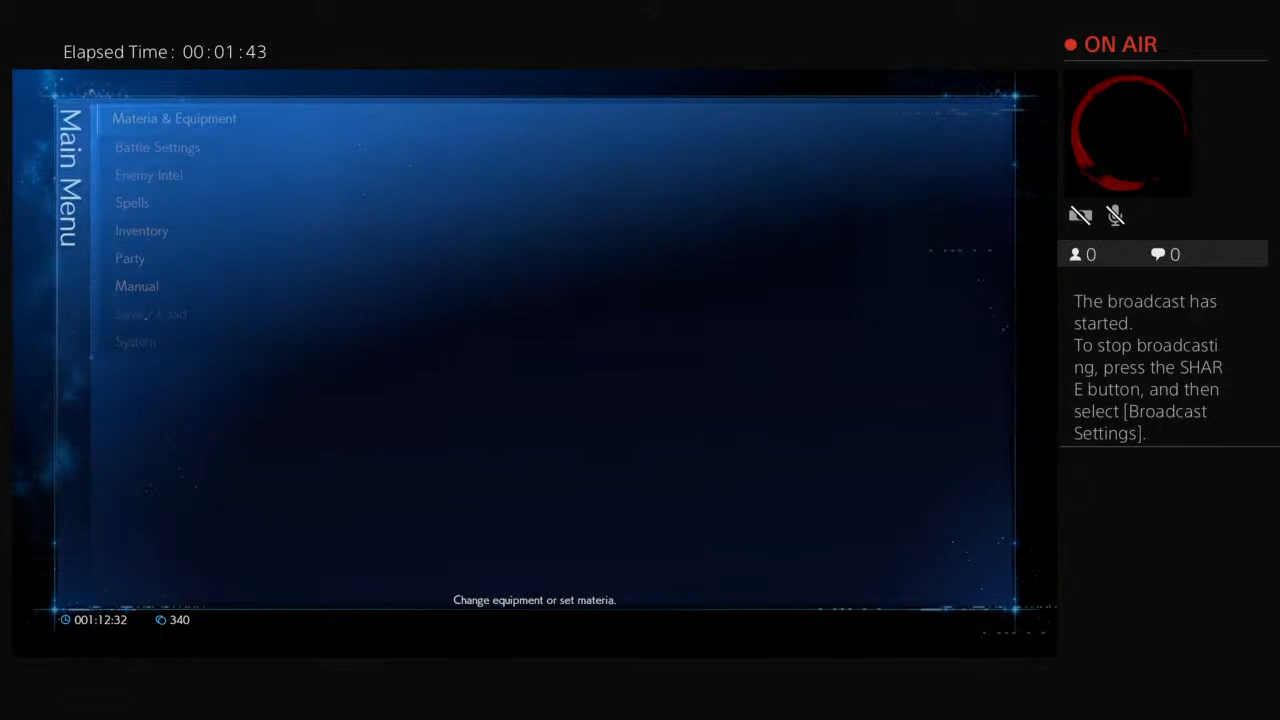 Elapsed Time: 00:01:43
ON AIR
Main Menu
Materia & Equipment
Battle Settings
Enemy Intel
Spells
Inventory
Party
Manual
Save / Load
System
Change equipment or set materia.
001:12:32
340
0
0
The broadcast has
started.
To stop broadcasti
ng, press the SHAR
E button, and then
select [Broadcast
Settings].